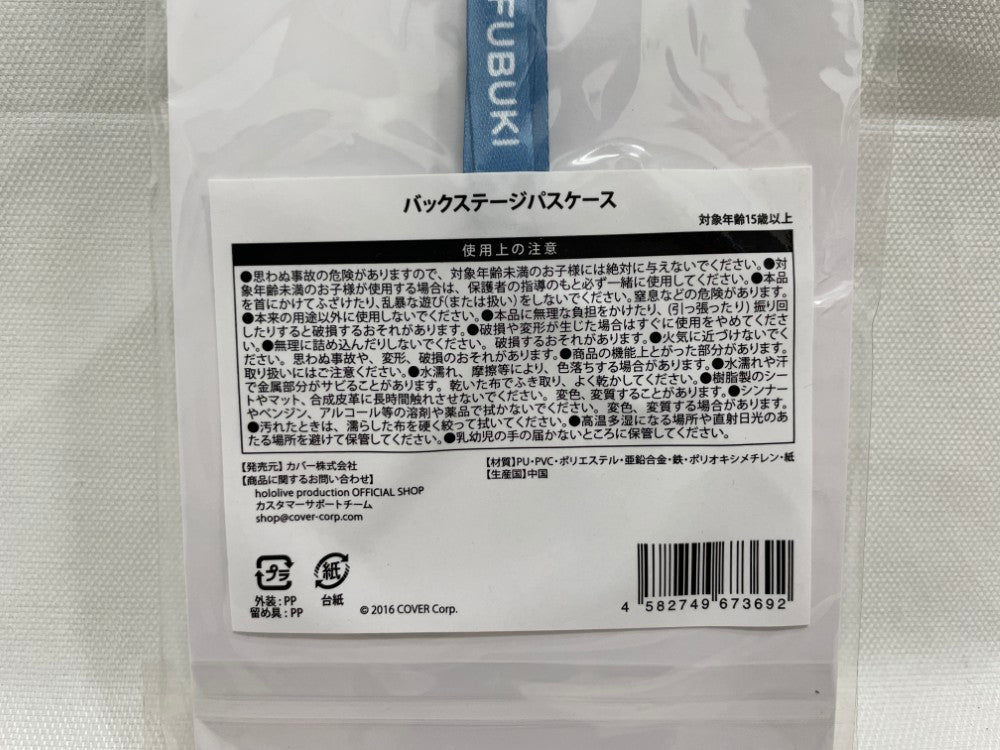 FUBUKI
バックステージパスケース
対象年齢15歳以上
使用上の注意
●思わぬ事故の危険がありますので、対象年齢未満のお子様には絶対に与えないでください。●対
象年齢未満のお子様が使用する場合は、保護者の指導のもと必ず一緒に使用してください。●本品
を首にかけてふざけたり、乱暴な遊び(または扱い)をしないでください。窒息などの危険があります。
●本来の用途以外に使用しないでください。●本品に無理な負担をかけたり、(引っ張ったり)振り回
したりすると破損するおそれがあります。●破損や変形が生じた場合はすぐに使用をやめてくださ
い。●無理に詰め込んだりしないでください。破損するおそれがあります。●火気に近づけないでく
ださい。思わぬ事故や、変形、破損のおそれがあります。●商品の機能上とがった部分があります。
取り扱いにはご注意ください。●水濡れ、摩擦等により、色落ちする場合があります。●水濡れや汗
で金属部分がサビることがあります。乾いた布でふき取り、よく乾かしてください。●樹脂製のシー
トやマット、合成皮革に長時間触れさせないでください。変色、変質することがあります。●シンナー
やベンジン、アルコール等の溶剤や薬品で拭かないでください。変色、変質する場合があります。
●汚れたときは、濡らした布を硬く絞って拭いてください。●高温多湿になる場所や直射日光のあ
たる場所を避けて保管してください。●乳幼児の手の届かないところに保管してください。
【発売元】カバー株式会社
【商品に関するお問い合わせ】
hololive production OFFICIAL SHOP
カスタマーサポートチーム
shop@cover-corp.com
【材質】PU・PVC・ポリエステル・亜鉛合金・鉄・ポリオキシメチレン・紙
【生産国】中国
プラ
外装：PP
留め具：PP
紙
台紙
© 2016 COVER Corp.
4 582749 673692